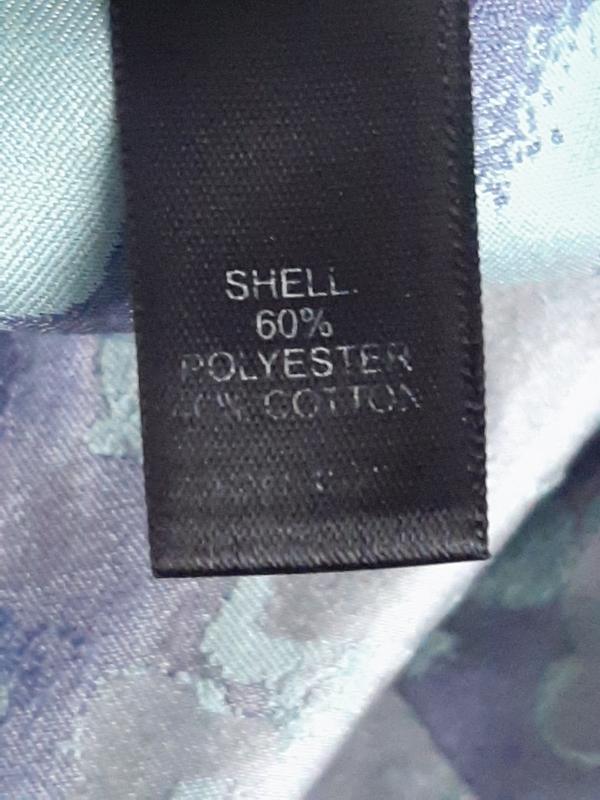 SHELL:
60%
POLYESTER
40% COTTON